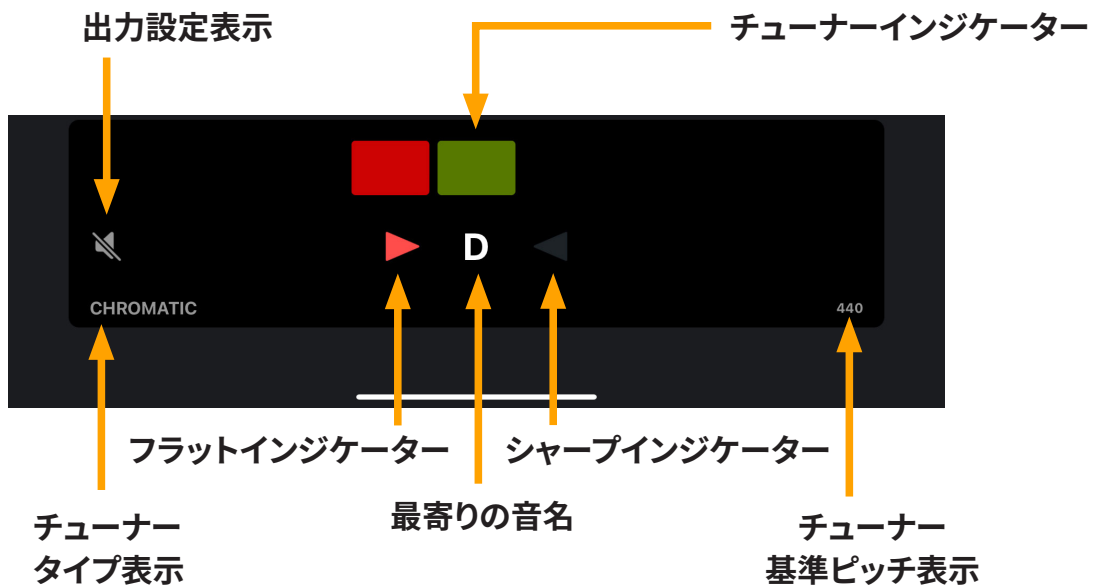 出力設定表示
チューナーインジケーター
D
CHROMATIC
440
フラットインジケーター
シャープインジケーター
最寄りの音名
チューナー
タイプ表示
チューナー
基準ピッチ表示